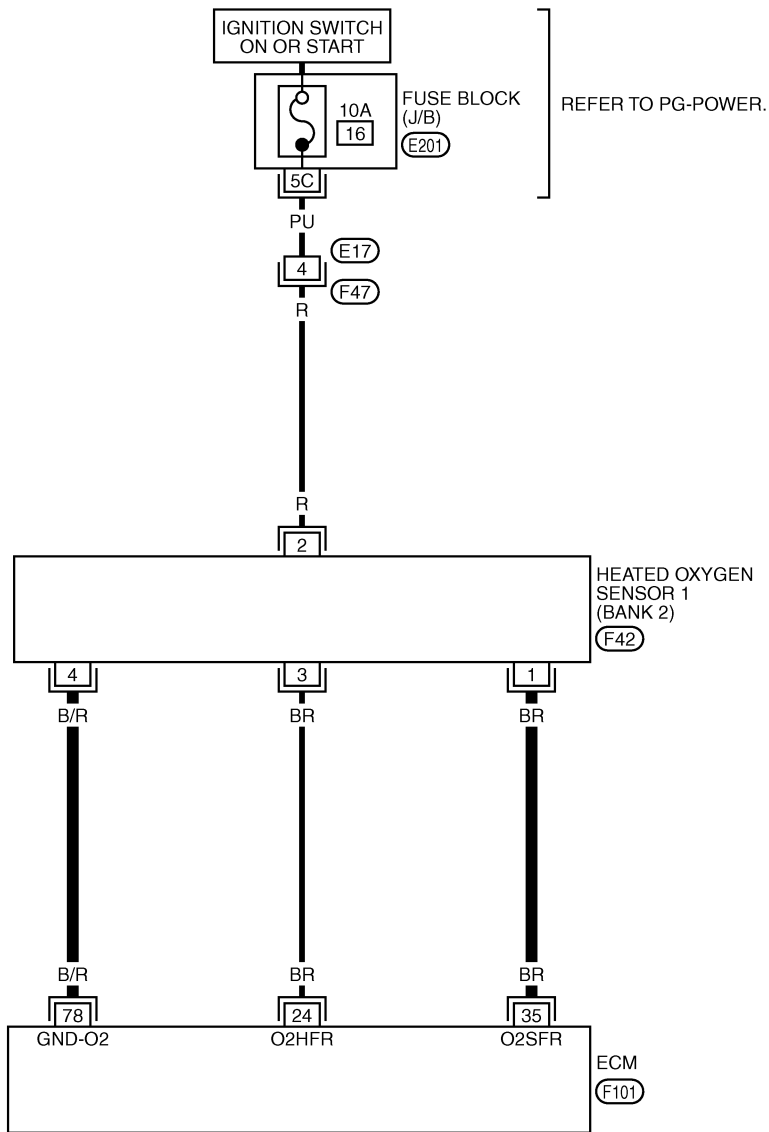 IGNITION SWITCH
ON OR START
FUSE BLOCK
(J/B)
E201
10A
16
REFER TO PG-POWER.
5C
PU
E17
4
F47
R
R
2
HEATED OXYGEN
SENSOR 1
(BANK 2)
F42
4
3
1
B/R
BR
BR
B/R
BR
BR
78
24
35
GND-O2
O2HFR
O2SFR
ECM
F101